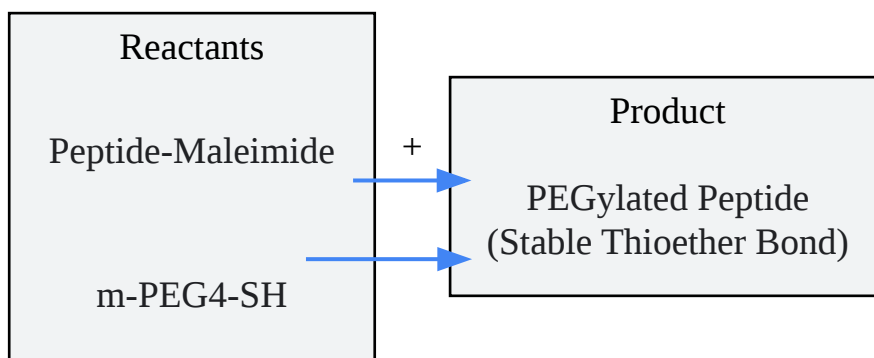 Reactants
Peptide-Maleimide
m-PEG4-SH
+
Product
PEGylated Peptide
(Stable Thioether Bond)